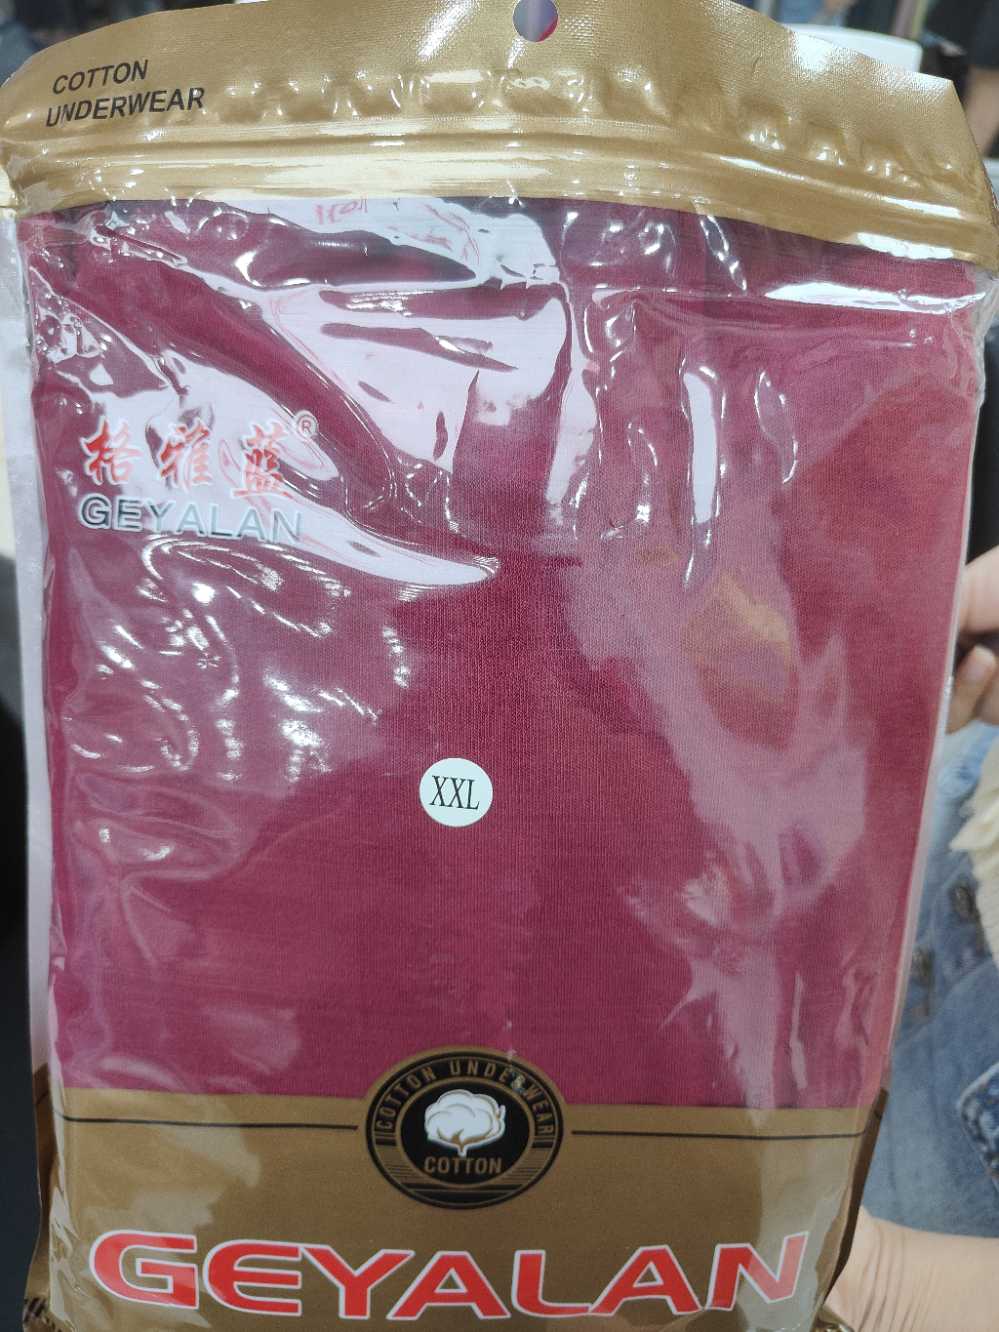 COTTON
UNDERWEAR
格雅蓝®
GEYALAN
XXL
COTTON UNDERWEAR
COTTON
GEYALAN